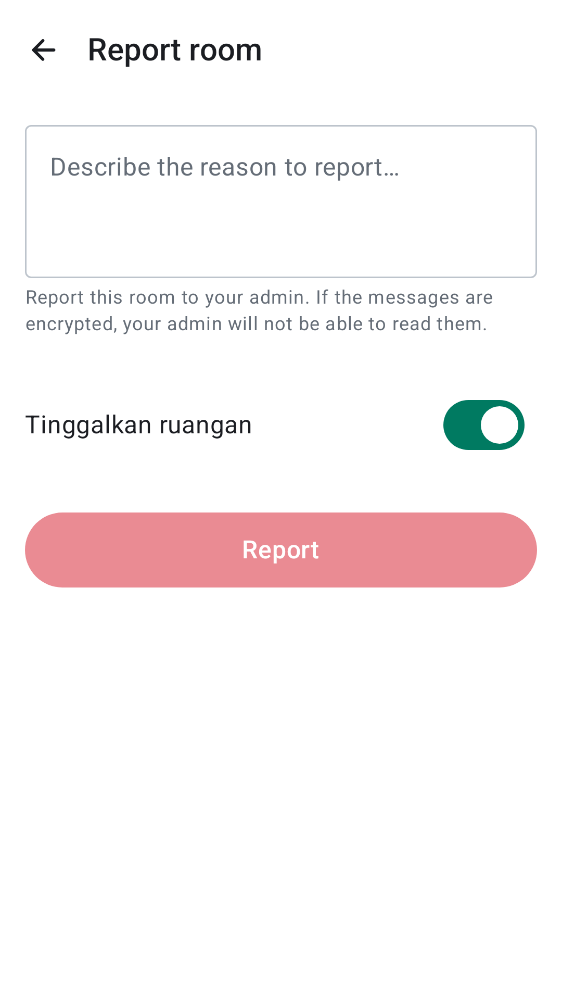 Report room
Describe the reason to report…
Report this room to your admin. If the messages are
encrypted, your admin will not be able to read them.
Tinggalkan ruangan
Report